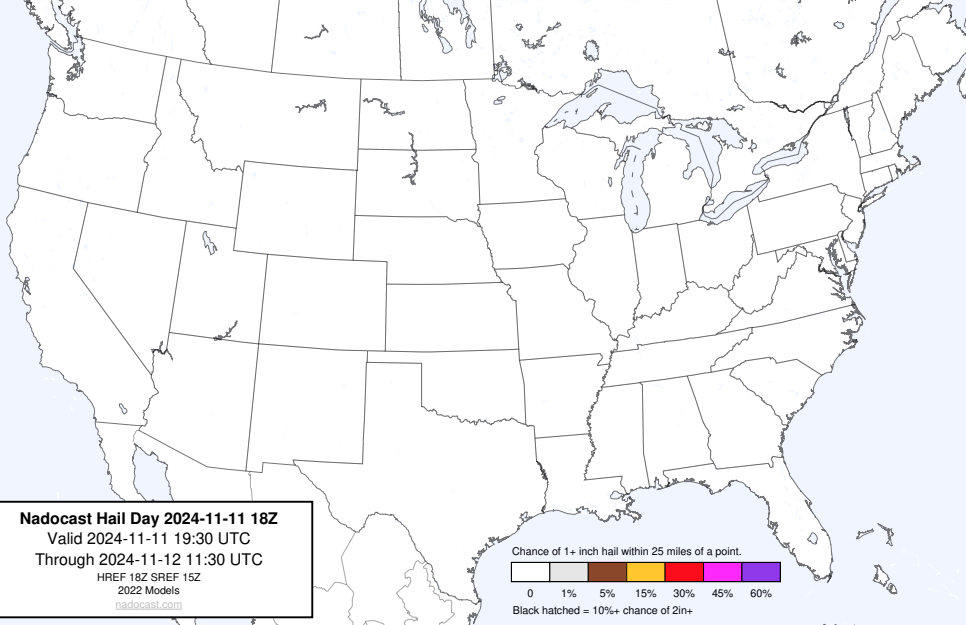 Nadocast Hail Day 2024-11-11 18Z
Valid 2024-11-11 19:30 UTC
Through 2024-11-12 11:30 UTC
HREF 18Z SREF 15Z
2022 Models
nadocast.com
Chance of 1+ inch hail within 25 miles of a point.
0 1% 5% 15% 30% 45% 60%
Black hatched = 10%+ chance of 2in+